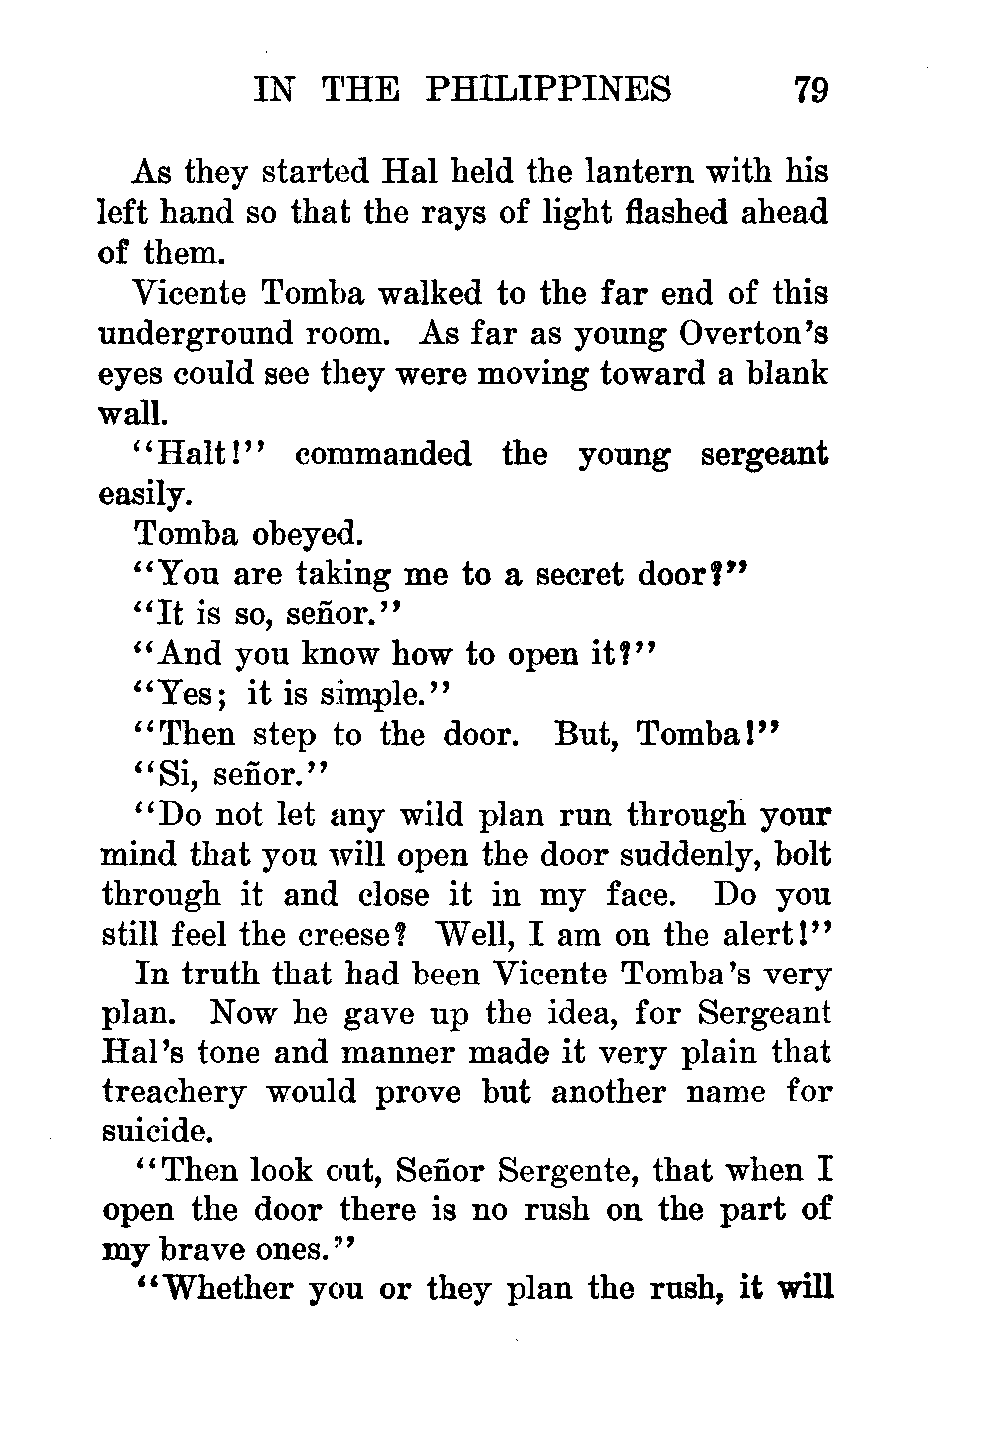 IN THE PHILIPPINES 79
As they started Hal held the lantern with his
left hand so that the rays of light flashed ahead
of them.
Vicente Tomba walked to the far end of this
underground room. As far as young Overton's
eyes could see they were moving toward a blank
wall.
"Halt!" commanded the young sergeant
easily.
Tomba obeyed.
"You are taking me to a secret door?"
"It is so, señor."
"And you know how to open it?"
"Yes; it is simple."
"Then step to the door. But, Tomba!"
"Si, señor."
"Do not let any wild plan run through your
mind that you will open the door suddenly, bolt
through it and close it in my face. Do you
still feel the creese? Well, I am on the alert!"
In truth that had been Vicente Tomba's very
plan. Now he gave up the idea, for Sergeant
Hal's tone and manner made it very plain that
treachery would prove but another name for
suicide.
"Then look out, Señor Sergente, that when I
open the door there is no rush on the part of
my brave ones."
"Whether you or they plan the rush, it will